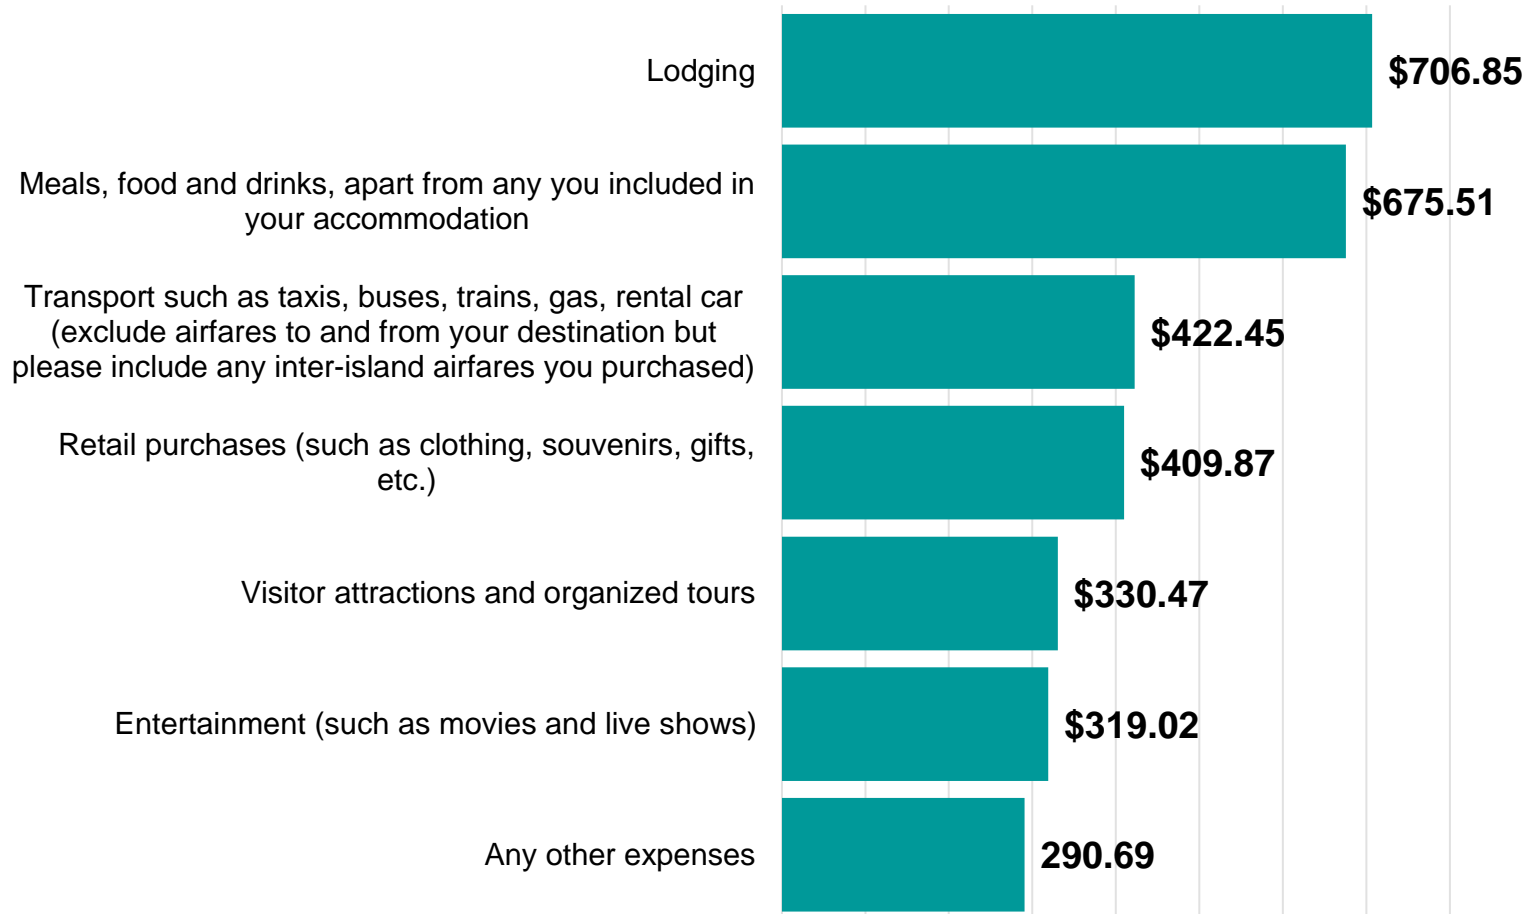 Lodging
$706.85
Meals, food and drinks, apart from any you included in
your accommodation
$675.51
Transport such as taxis, buses, trains, gas, rental car
(exclude airfares to and from your destination but
please include any inter-island airfares you purchased)
$422.45
Retail purchases (such as clothing, souvenirs, gifts,
etc.)
$409.87
Visitor attractions and organized tours
$330.47
Entertainment (such as movies and live shows)
$319.02
Any other expenses
290.69